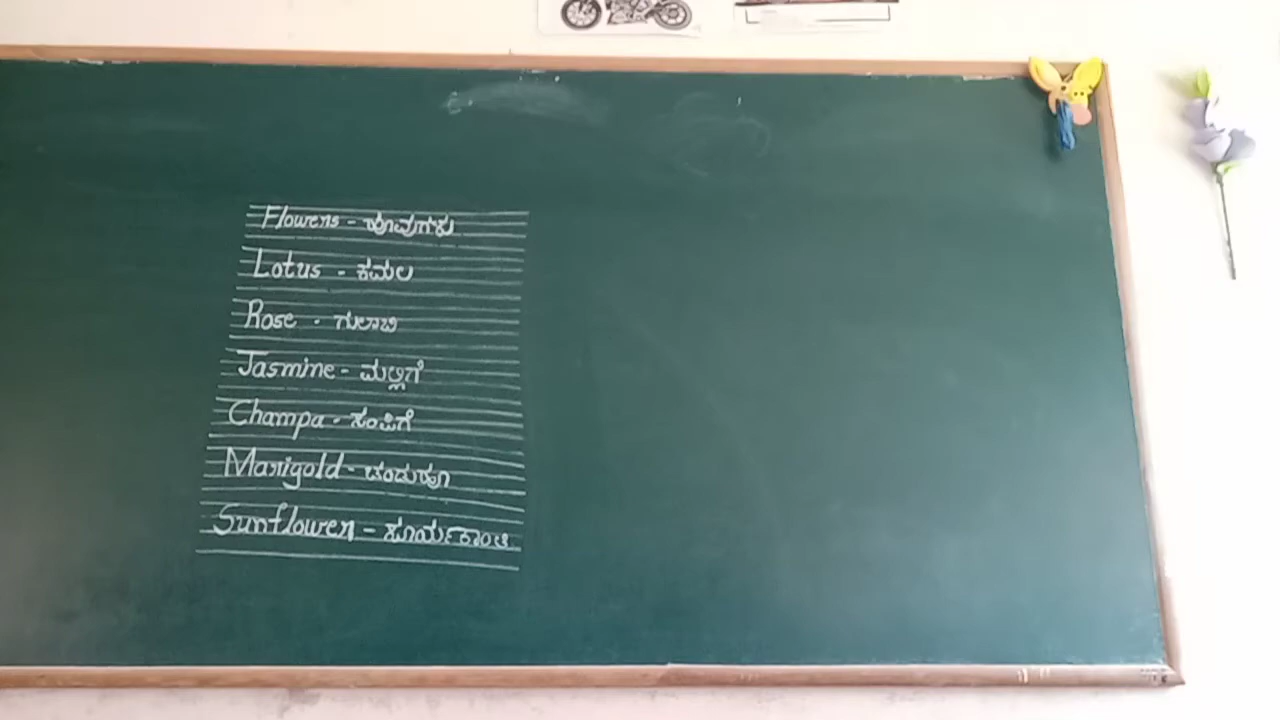 Flowers - ಹೂವುಗಳು
Lotus - ಕಮಲ
Rose - ಗುಲಾಬಿ
Jasmine - ಮಲ್ಲಿಗೆ
Champa - ಸಂಪಿಗೆ
Marigold - ಚೆಂಡುಹೂ
Sunflower - ಸೂರ್ಯಕಾಂತಿ